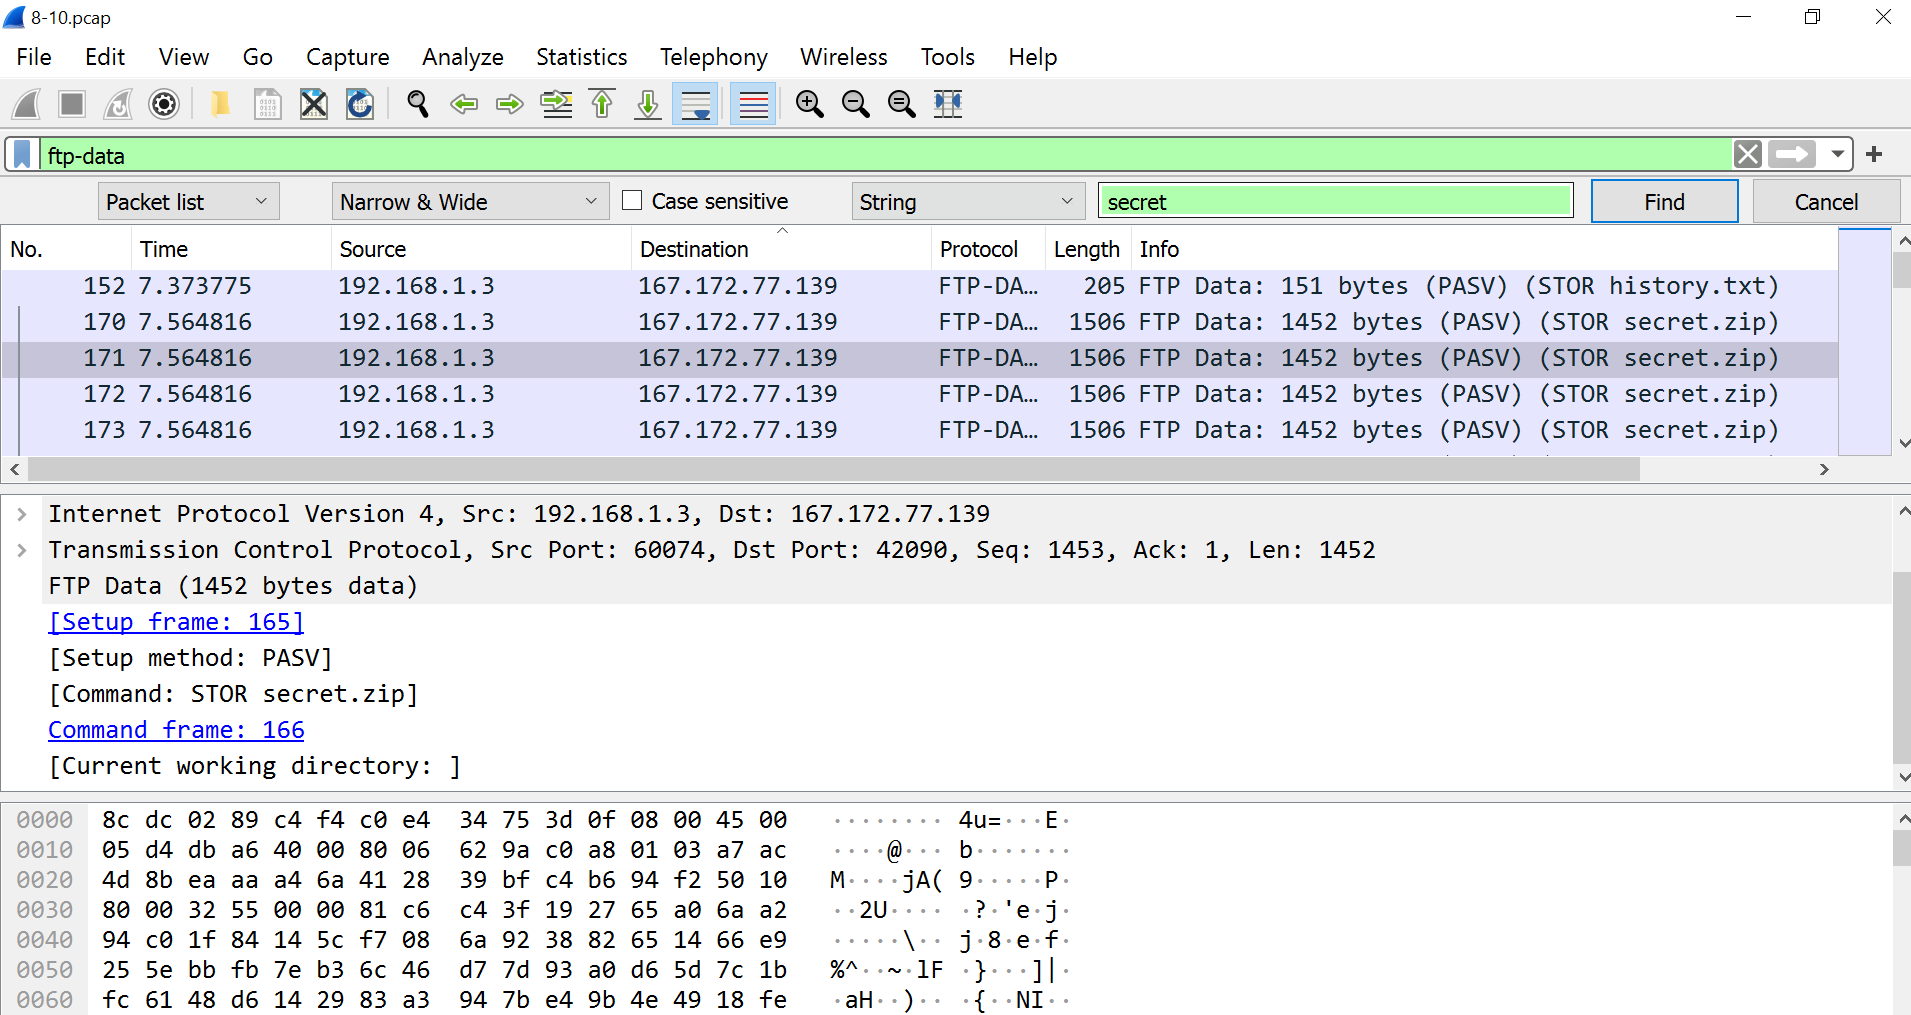 8-10.pcap
File Edit View Go Capture Analyze Statistics Telephony Wireless Tools Help
ftp-data
Packet list Narrow & Wide Case sensitive String secret Find Cancel
No. Time Source Destination Protocol Length Info
152 7.373775 192.168.1.3 167.172.77.139 FTP-DA… 205 FTP Data: 151 bytes (PASV) (STOR history.txt)
170 7.564816 192.168.1.3 167.172.77.139 FTP-DA… 1506 FTP Data: 1452 bytes (PASV) (STOR secret.zip)
171 7.564816 192.168.1.3 167.172.77.139 FTP-DA… 1506 FTP Data: 1452 bytes (PASV) (STOR secret.zip)
172 7.564816 192.168.1.3 167.172.77.139 FTP-DA… 1506 FTP Data: 1452 bytes (PASV) (STOR secret.zip)
173 7.564816 192.168.1.3 167.172.77.139 FTP-DA… 1506 FTP Data: 1452 bytes (PASV) (STOR secret.zip)
Internet Protocol Version 4, Src: 192.168.1.3, Dst: 167.172.77.139
Transmission Control Protocol, Src Port: 60074, Dst Port: 42090, Seq: 1453, Ack: 1, Len: 1452
FTP Data (1452 bytes data)
[Setup frame: 165]
[Setup method: PASV]
[Command: STOR secret.zip]
Command frame: 166
[Current working directory: ]
0000 8c dc 02 89 c4 f4 c0 e4 34 75 3d 0f 08 00 45 00 ········ 4u=···E·
0010 05 d4 db a6 40 00 80 06 62 9a c0 a8 01 03 a7 ac ····@··· b·······
0020 4d 8b ea aa a4 6a 41 28 39 bf c4 b6 94 f2 50 10 M····jA( 9·····P·
0030 80 00 32 55 00 00 81 c6 c4 3f 19 27 65 a0 6a a2 ··2U···· ·?·'e·j·
0040 94 c0 1f 84 14 5c f7 08 6a 92 38 82 65 14 66 e9 ·····\·· j·8·e·f·
0050 25 5e bb fb 7e b3 6c 46 d7 7d 93 a0 d6 5d 7c 1b %^··~·lF ·}···]|·
0060 fc 61 48 d6 14 29 83 a3 94 7b e4 9b 4e 49 18 fe ·aH··)·· ·{··NI··